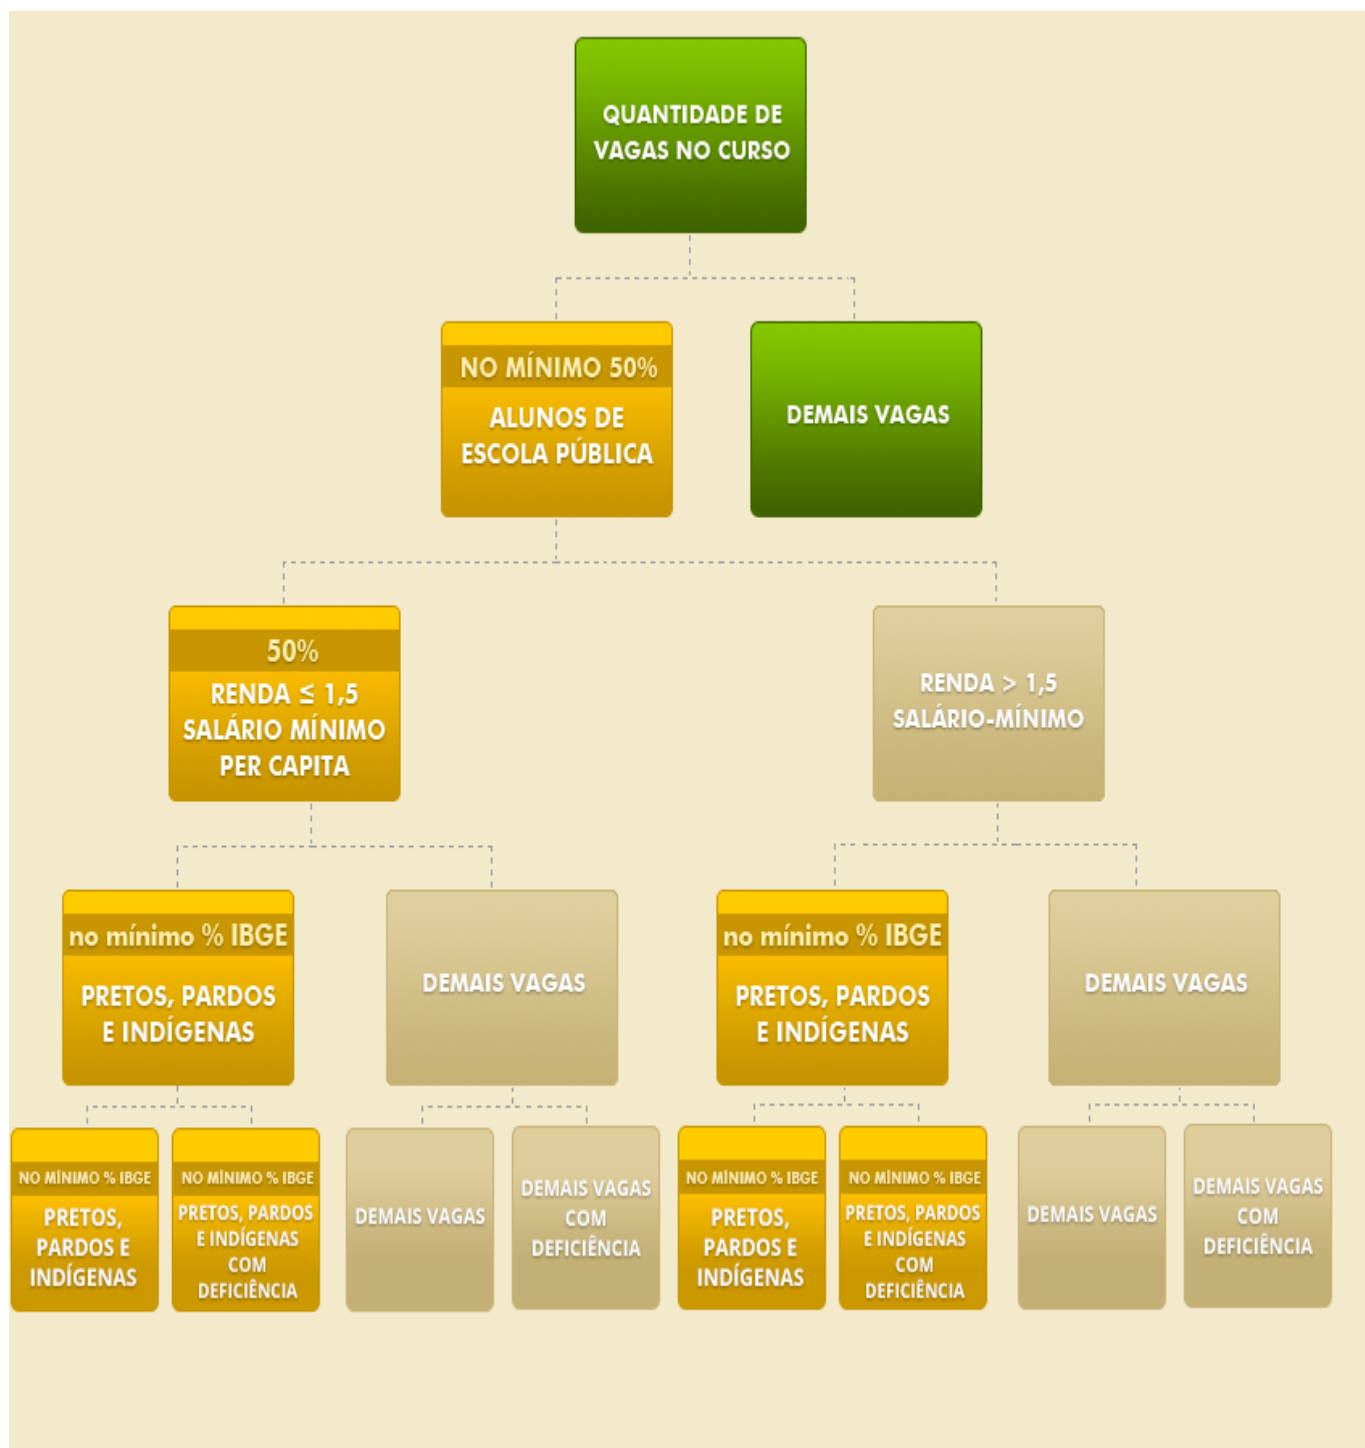 QUANTIDADE DE
VAGAS NO CURSO
NO MÍNIMO 50%
ALUNOS DE
ESCOLA PÚBLICA
DEMAIS VAGAS
50%
RENDA ≤ 1,5
SALÁRIO MÍNIMO
PER CAPITA
RENDA > 1,5
SALÁRIO-MÍNIMO
no mínimo % IBGE
PRETOS, PARDOS
E INDÍGENAS
DEMAIS VAGAS
no mínimo % IBGE
PRETOS, PARDOS
E INDÍGENAS
DEMAIS VAGAS
NO MÍNIMO % IBGE
PRETOS,
PARDOS E
INDÍGENAS
NO MÍNIMO % IBGE
PRETOS, PARDOS
E INDÍGENAS
COM
DEFICIÊNCIA
DEMAIS VAGAS
DEMAIS VAGAS
COM
DEFICIÊNCIA
NO MÍNIMO % IBGE
PRETOS,
PARDOS E
INDÍGENAS
NO MÍNIMO % IBGE
PRETOS, PARDOS
E INDÍGENAS
COM
DEFICIÊNCIA
DEMAIS VAGAS
DEMAIS VAGAS
COM
DEFICIÊNCIA